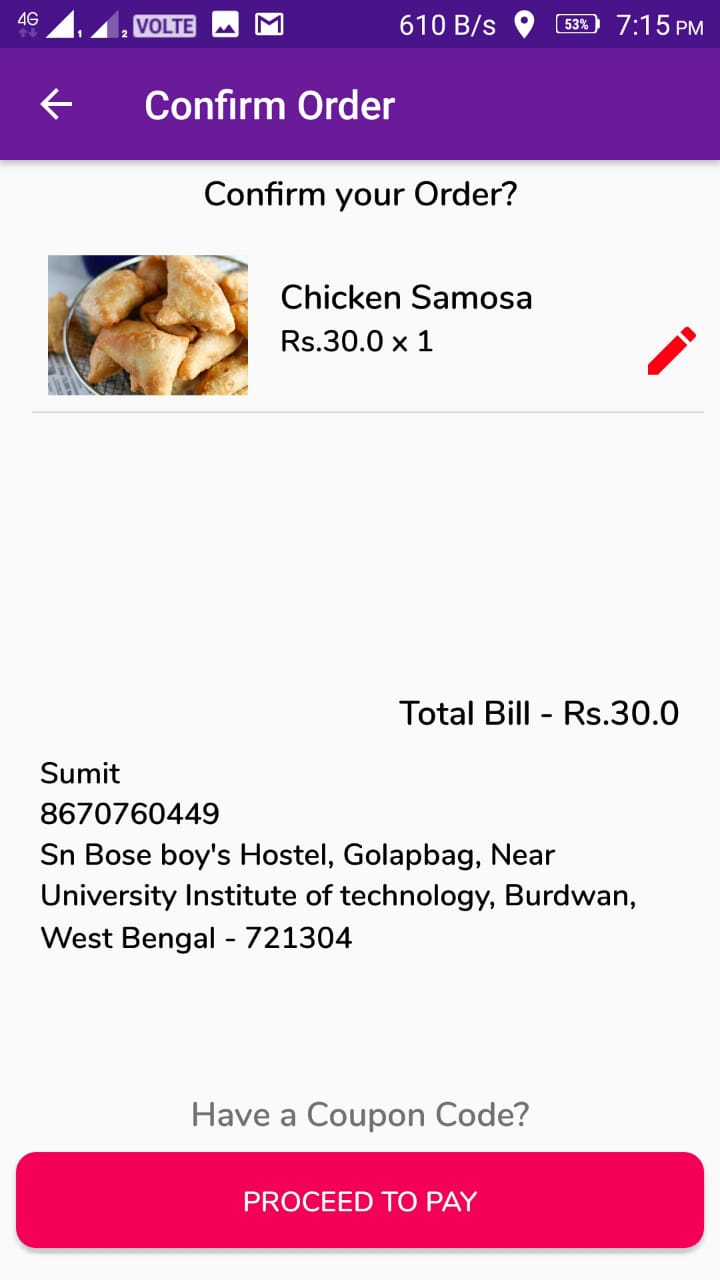 4G 1 2 VOLTE 610 B/s 53% 7:15 PM
Confirm Order
Confirm your Order?
Chicken Samosa
Rs.30.0 x 1
Total Bill - Rs.30.0
Sumit
8670760449
Sn Bose boy's Hostel, Golapbag, Near
University Institute of technology, Burdwan,
West Bengal - 721304
Have a Coupon Code?
PROCEED TO PAY